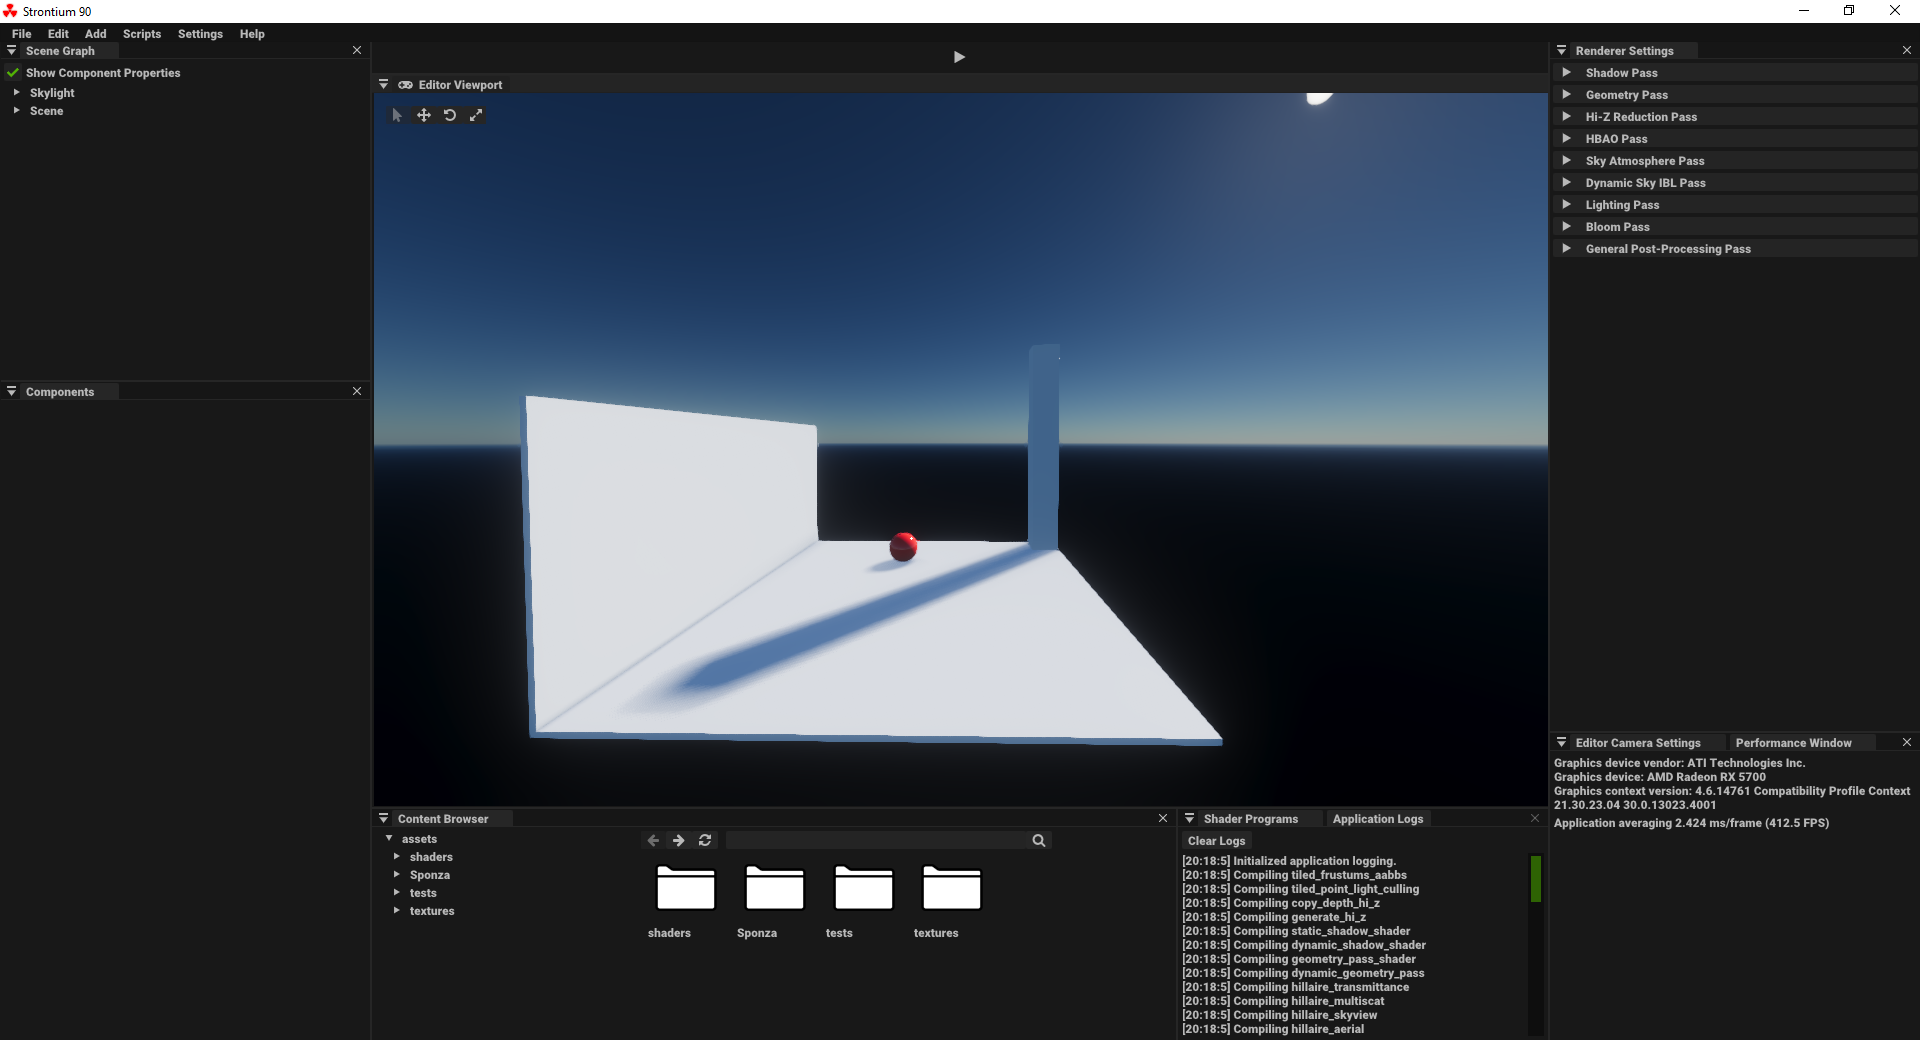 Strontium 90
File Edit Add Scripts Settings Help
Scene Graph
Show Component Properties
Skylight
Scene
Components
Editor Viewport
Content Browser
assets
shaders
Sponza
tests
textures
shaders
Sponza
tests
textures
Shader Programs
Application Logs
Clear Logs
[20:18:5] Initialized application logging.
[20:18:5] Compiling tiled_frustums_aabbs
[20:18:5] Compiling tiled_point_light_culling
[20:18:5] Compiling copy_depth_hi_z
[20:18:5] Compiling generate_hi_z
[20:18:5] Compiling static_shadow_shader
[20:18:5] Compiling dynamic_shadow_shader
[20:18:5] Compiling geometry_pass_shader
[20:18:5] Compiling dynamic_geometry_pass
[20:18:5] Compiling hillaire_transmittance
[20:18:5] Compiling hillaire_multiscat
[20:18:5] Compiling hillaire_skyview
[20:18:5] Compiling hillaire_aerial
Renderer Settings
Shadow Pass
Geometry Pass
Hi-Z Reduction Pass
HBAO Pass
Sky Atmosphere Pass
Dynamic Sky IBL Pass
Lighting Pass
Bloom Pass
General Post-Processing Pass
Editor Camera Settings
Performance Window
Graphics device vendor: ATI Technologies Inc.
Graphics device: AMD Radeon RX 5700
Graphics context version: 4.6.14761 Compatibility Profile Context
21.30.23.04 30.0.13023.4001
Application averaging 2.424 ms/frame (412.5 FPS)